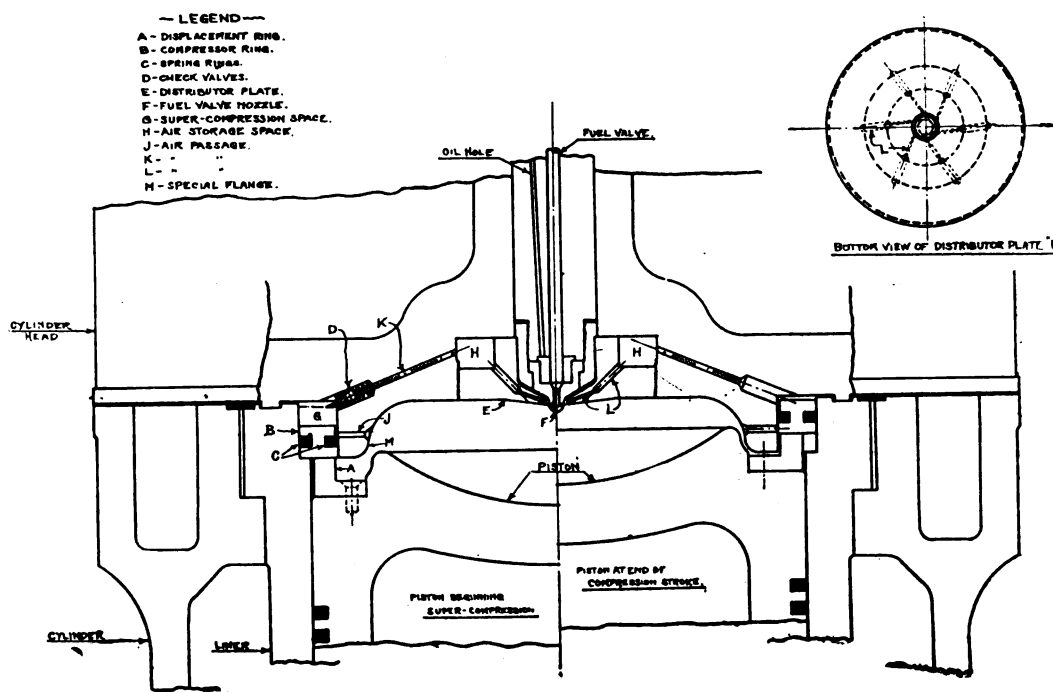 — LEGEND —
A - DISPLACEMENT RING.
B - COMPRESSOR RING.
C - SPRING RINGS.
D - CHECK VALVES.
E - DISTRIBUTOR PLATE.
F - FUEL VALVE NOZZLE.
G - SUPER-COMPRESSION SPACE.
H - AIR STORAGE SPACE.
J - AIR PASSAGE.
K - " "
L - " "
M - SPECIAL FLANGE.
FUEL VALVE.
OIL HOLE
L
BOTTOM VIEW OF DISTRIBUTOR PLATE "
CYLINDER
HEAD
D
K
H
H
G
B
J
E
F
L
C
M
A
PISTON
PISTON BEGINNING
SUPER-COMPRESSION
PISTON AT END OF
COMPRESSION STROKE.
CYLINDER
LINER